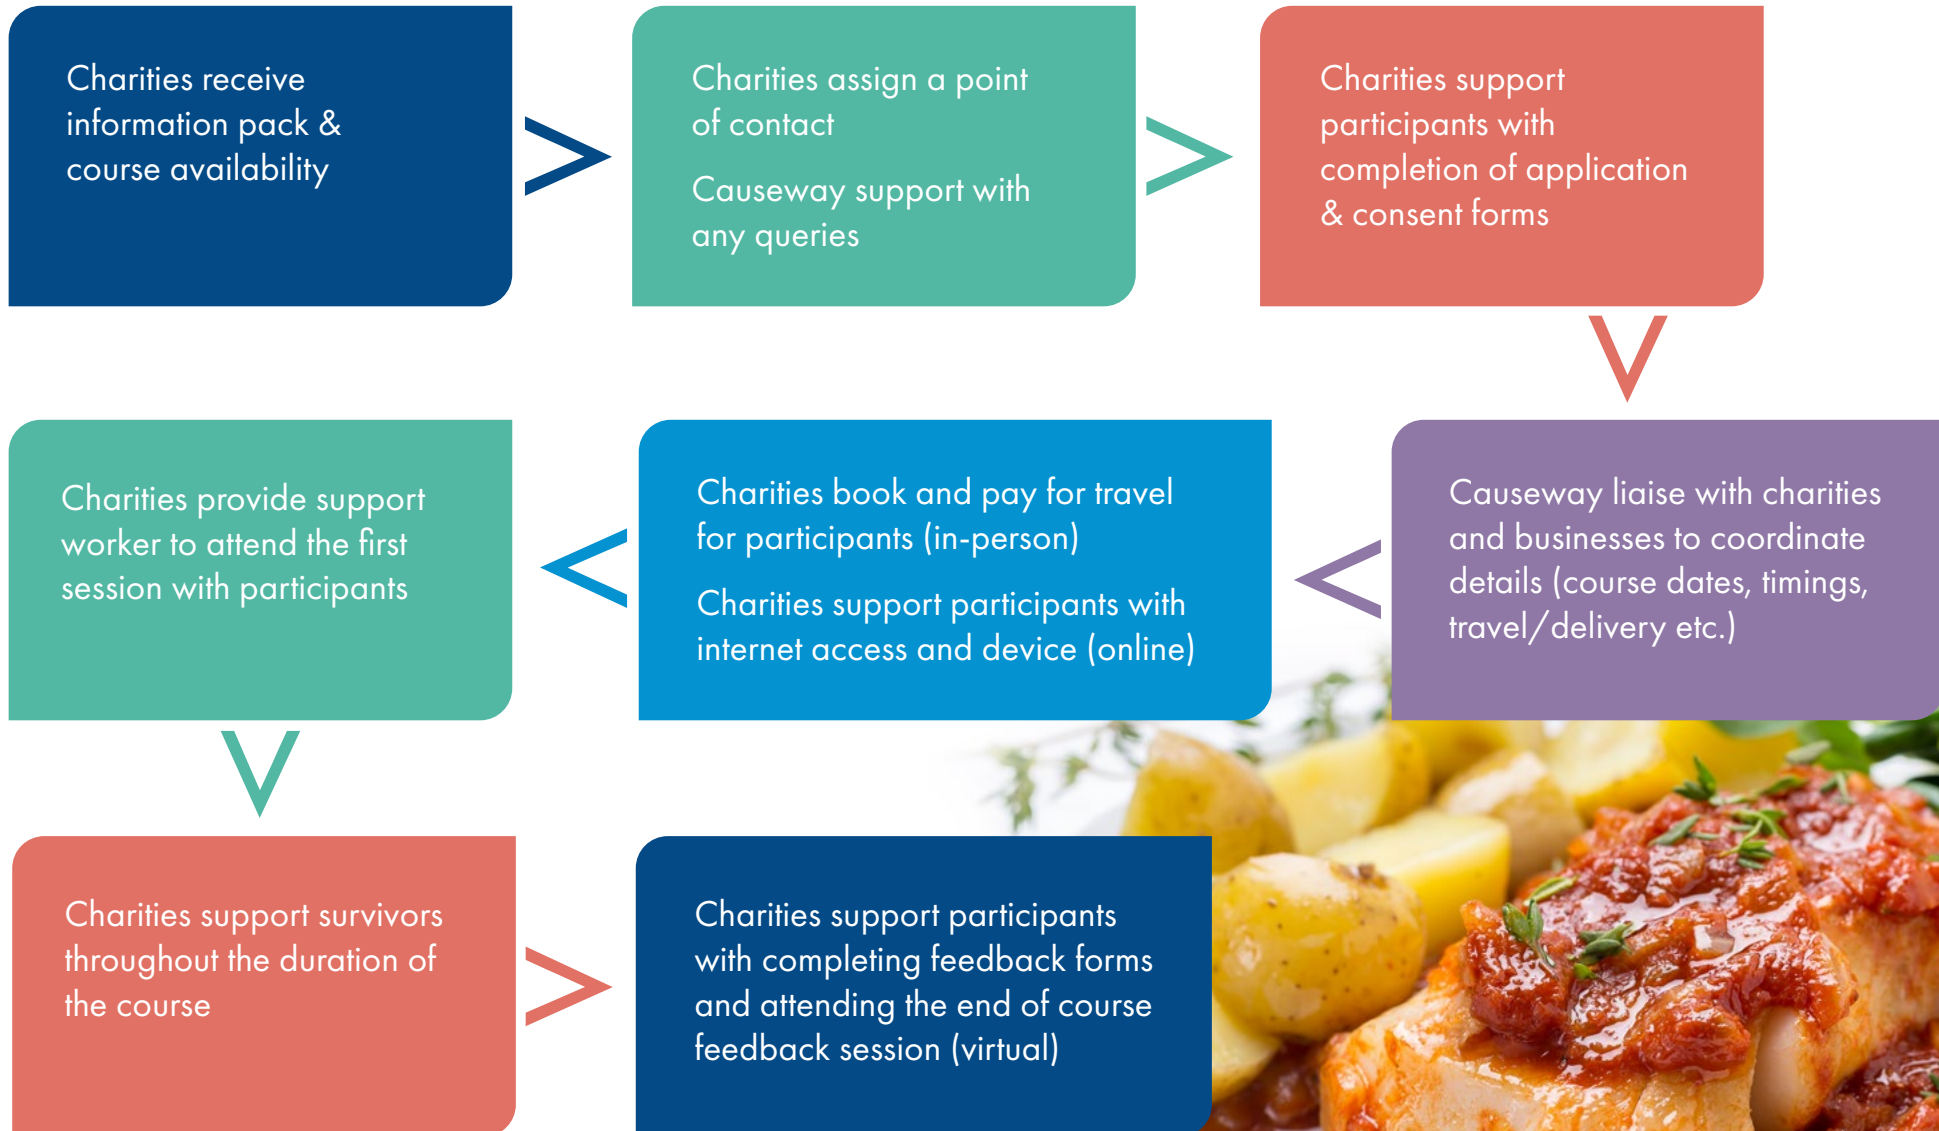 Charities receive
information pack &
course availability
Charities assign a point
of contact
Causeway support with
any queries
Charities support
participants with
completion of application
& consent forms
Causeway liaise with charities
and businesses to coordinate
details (course dates, timings,
travel/delivery etc.)
Charities book and pay for travel
for participants (in-person)
Charities support participants with
internet access and device (online)
Charities provide support
worker to attend the first
session with participants
Charities support survivors
throughout the duration of
the course
Charities support participants
with completing feedback forms
and attending the end of course
feedback session (virtual)